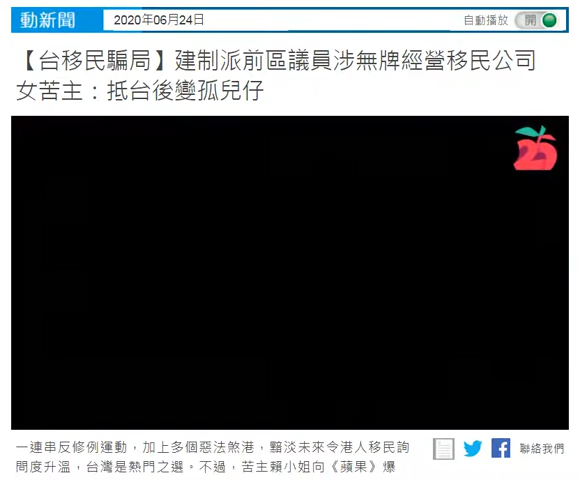 動新聞 2020年06月24日 自動播放 開
【台移民騙局】建制派前區議員涉無牌經營移民公司
女苦主：抵台後變孤兒仔
25
一連串反修例運動，加上多個惡法煞港，黯淡未來令港人移民詢
問度升溫，台灣是熱門之選。不過，苦主賴小姐向《蘋果》爆
聯絡我們